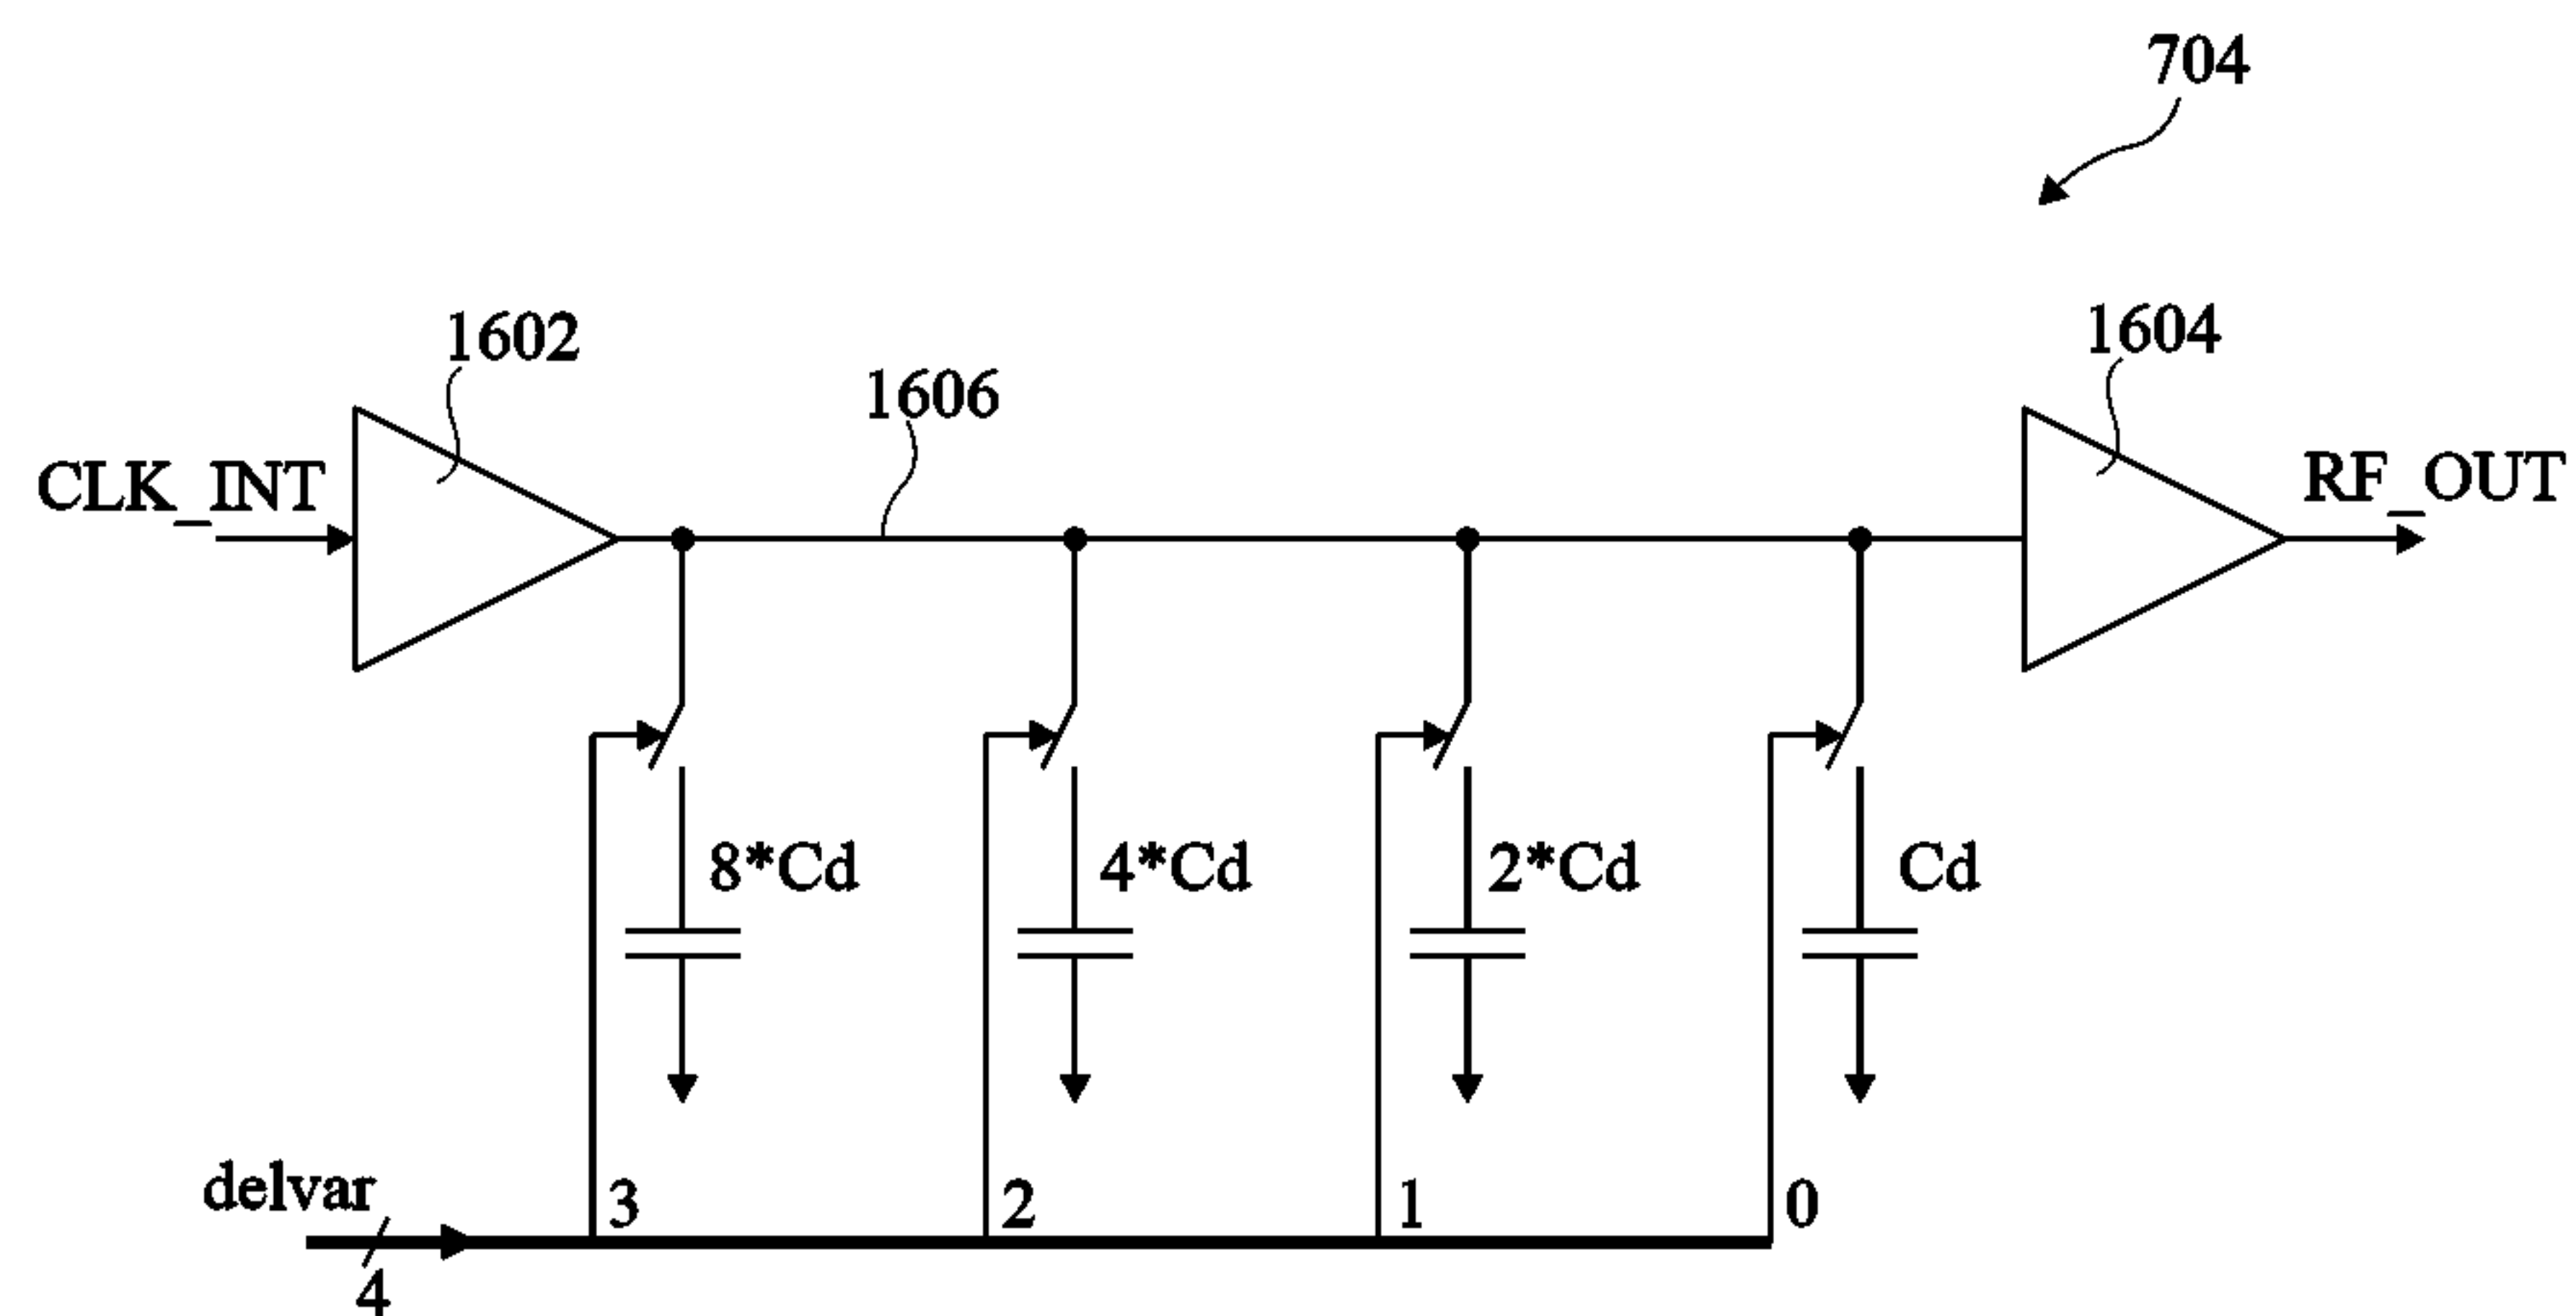 704
1602
1606
1604
CLK_INT
RF_OUT
8*Cd
4*Cd
2*Cd
Cd
delvar
3
2
1
0
4